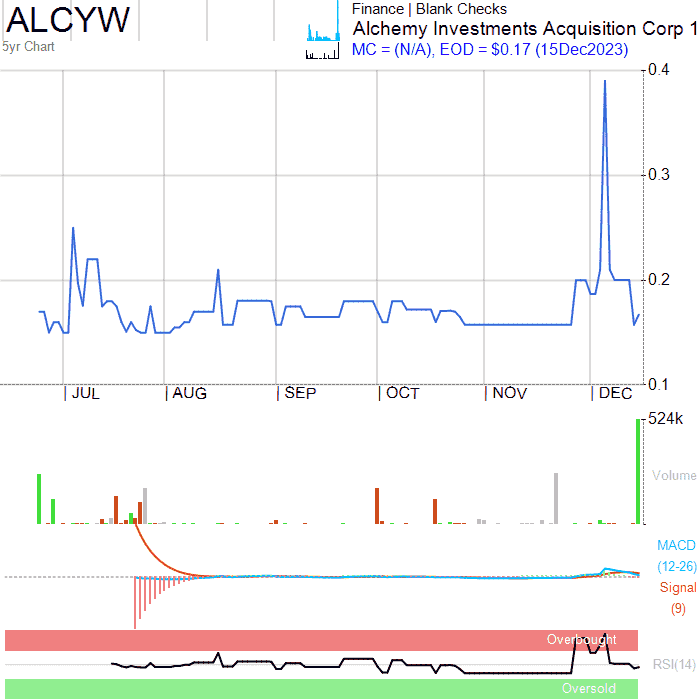 ALCYW
5yr Chart
Finance | Blank Checks
Alchemy Investments Acquisition Corp 1
MC = (N/A), EOD = $0.17 (15Dec2023)
0.4
0.3
0.2
0.1
JUL
AUG
SEP
OCT
NOV
DEC
524k
Volume
MACD
(12-26)
Signal
(9)
Overbought
RSI(14)
Oversold